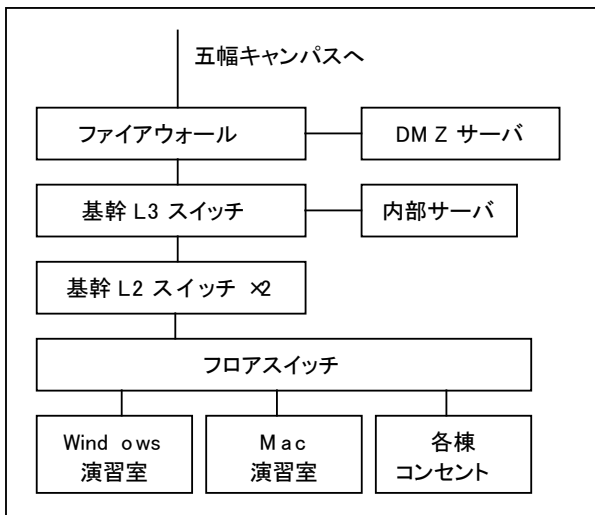 五幅キャンパスへ
ファイアウォール
DMZ サーバ
基幹 L3 スイッチ
内部サーバ
基幹 L2 スイッチ ×2
フロアスイッチ
Windows
演習室
Mac
演習室
各棟
コンセント